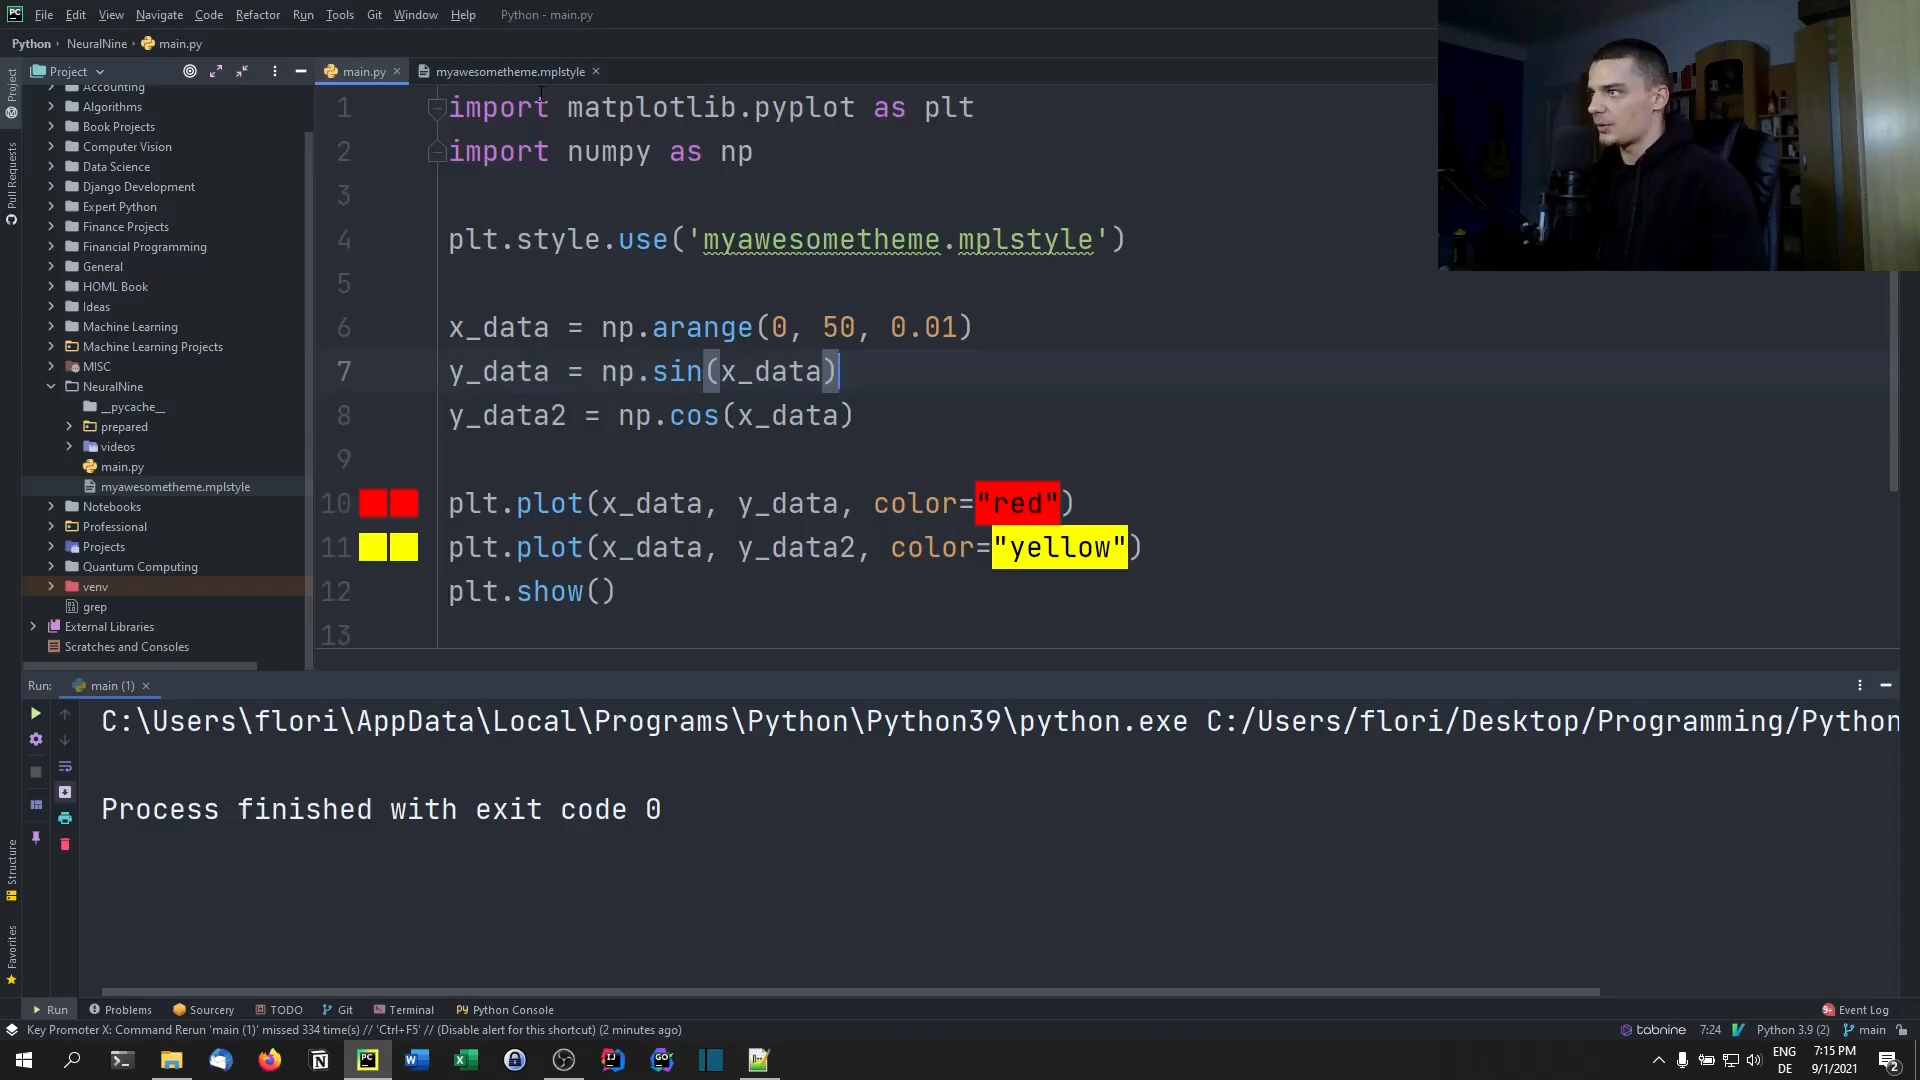 File Edit View Navigate Code Refactor Run Tools Git Window Help Python - main.py
Python NeuralNine main.py
Project main.py myawesometheme.mplstyle
Accounting
Algorithms
Book Projects
Computer Vision
Data Science
Django Development
Expert Python
Finance Projects
Financial Programming
General
HOML Book
Ideas
Machine Learning
Machine Learning Projects
MISC
NeuralNine
__pycache__
prepared
videos
main.py
myawesometheme.mplstyle
Notebooks
Professional
Projects
Quantum Computing
venv
grep
External Libraries
Scratches and Consoles
Project
Pull Requests
Structure
Favorites
1 import matplotlib.pyplot as plt
2 import numpy as np
3
4 plt.style.use('myawesometheme.mplstyle')
5
6 x_data = np.arange(0, 50, 0.01)
7 y_data = np.sin(x_data)
8 y_data2 = np.cos(x_data)
9
10 plt.plot(x_data, y_data, color="red")
11 plt.plot(x_data, y_data2, color="yellow")
12 plt.show()
13
Run: main (1)
C:\Users\flori\AppData\Local\Programs\Python\Python39\python.exe C:/Users/flori/Desktop/Programming/Python
Process finished with exit code 0
Run Problems Sourcery TODO Git Terminal Python Console Event Log
Key Promoter X: Command Rerun 'main (1)' missed 334 time(s) // 'Ctrl+F5' // (Disable alert for this shortcut) (2 minutes ago) tabnine 7:24 Python 3.9 (2) main
ENG 7:15 PM
DE 9/1/2021
2